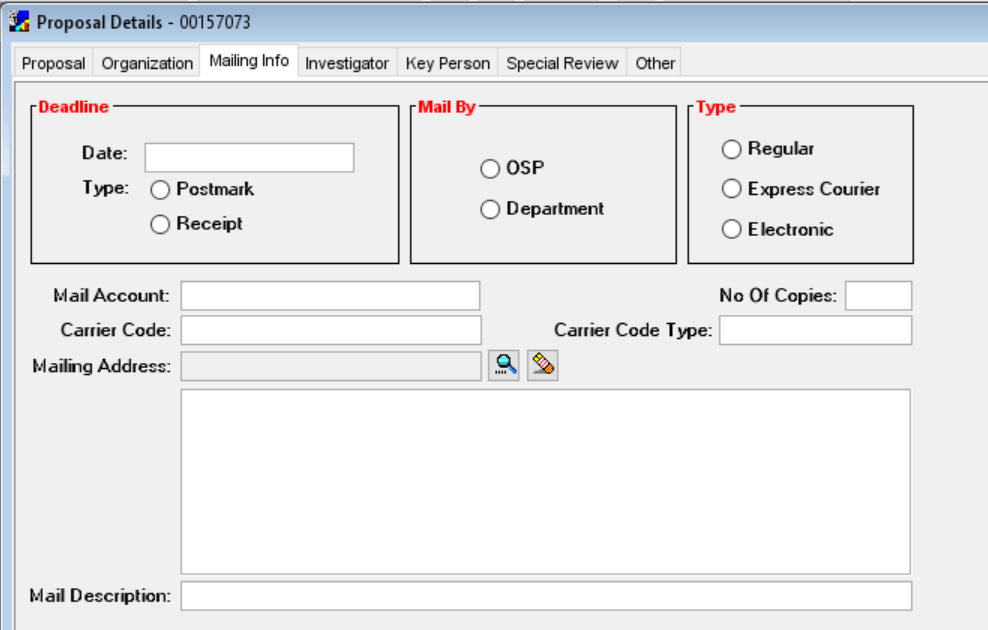 Proposal Details - 00157073
Proposal Organization Mailing Info Investigator Key Person Special Review Other
Deadline
Date:
Type: Postmark
Receipt
Mail By
OSP
Department
Type
Regular
Express Courier
Electronic
Mail Account:
No Of Copies:
Carrier Code:
Carrier Code Type:
Mailing Address:
Mail Description: